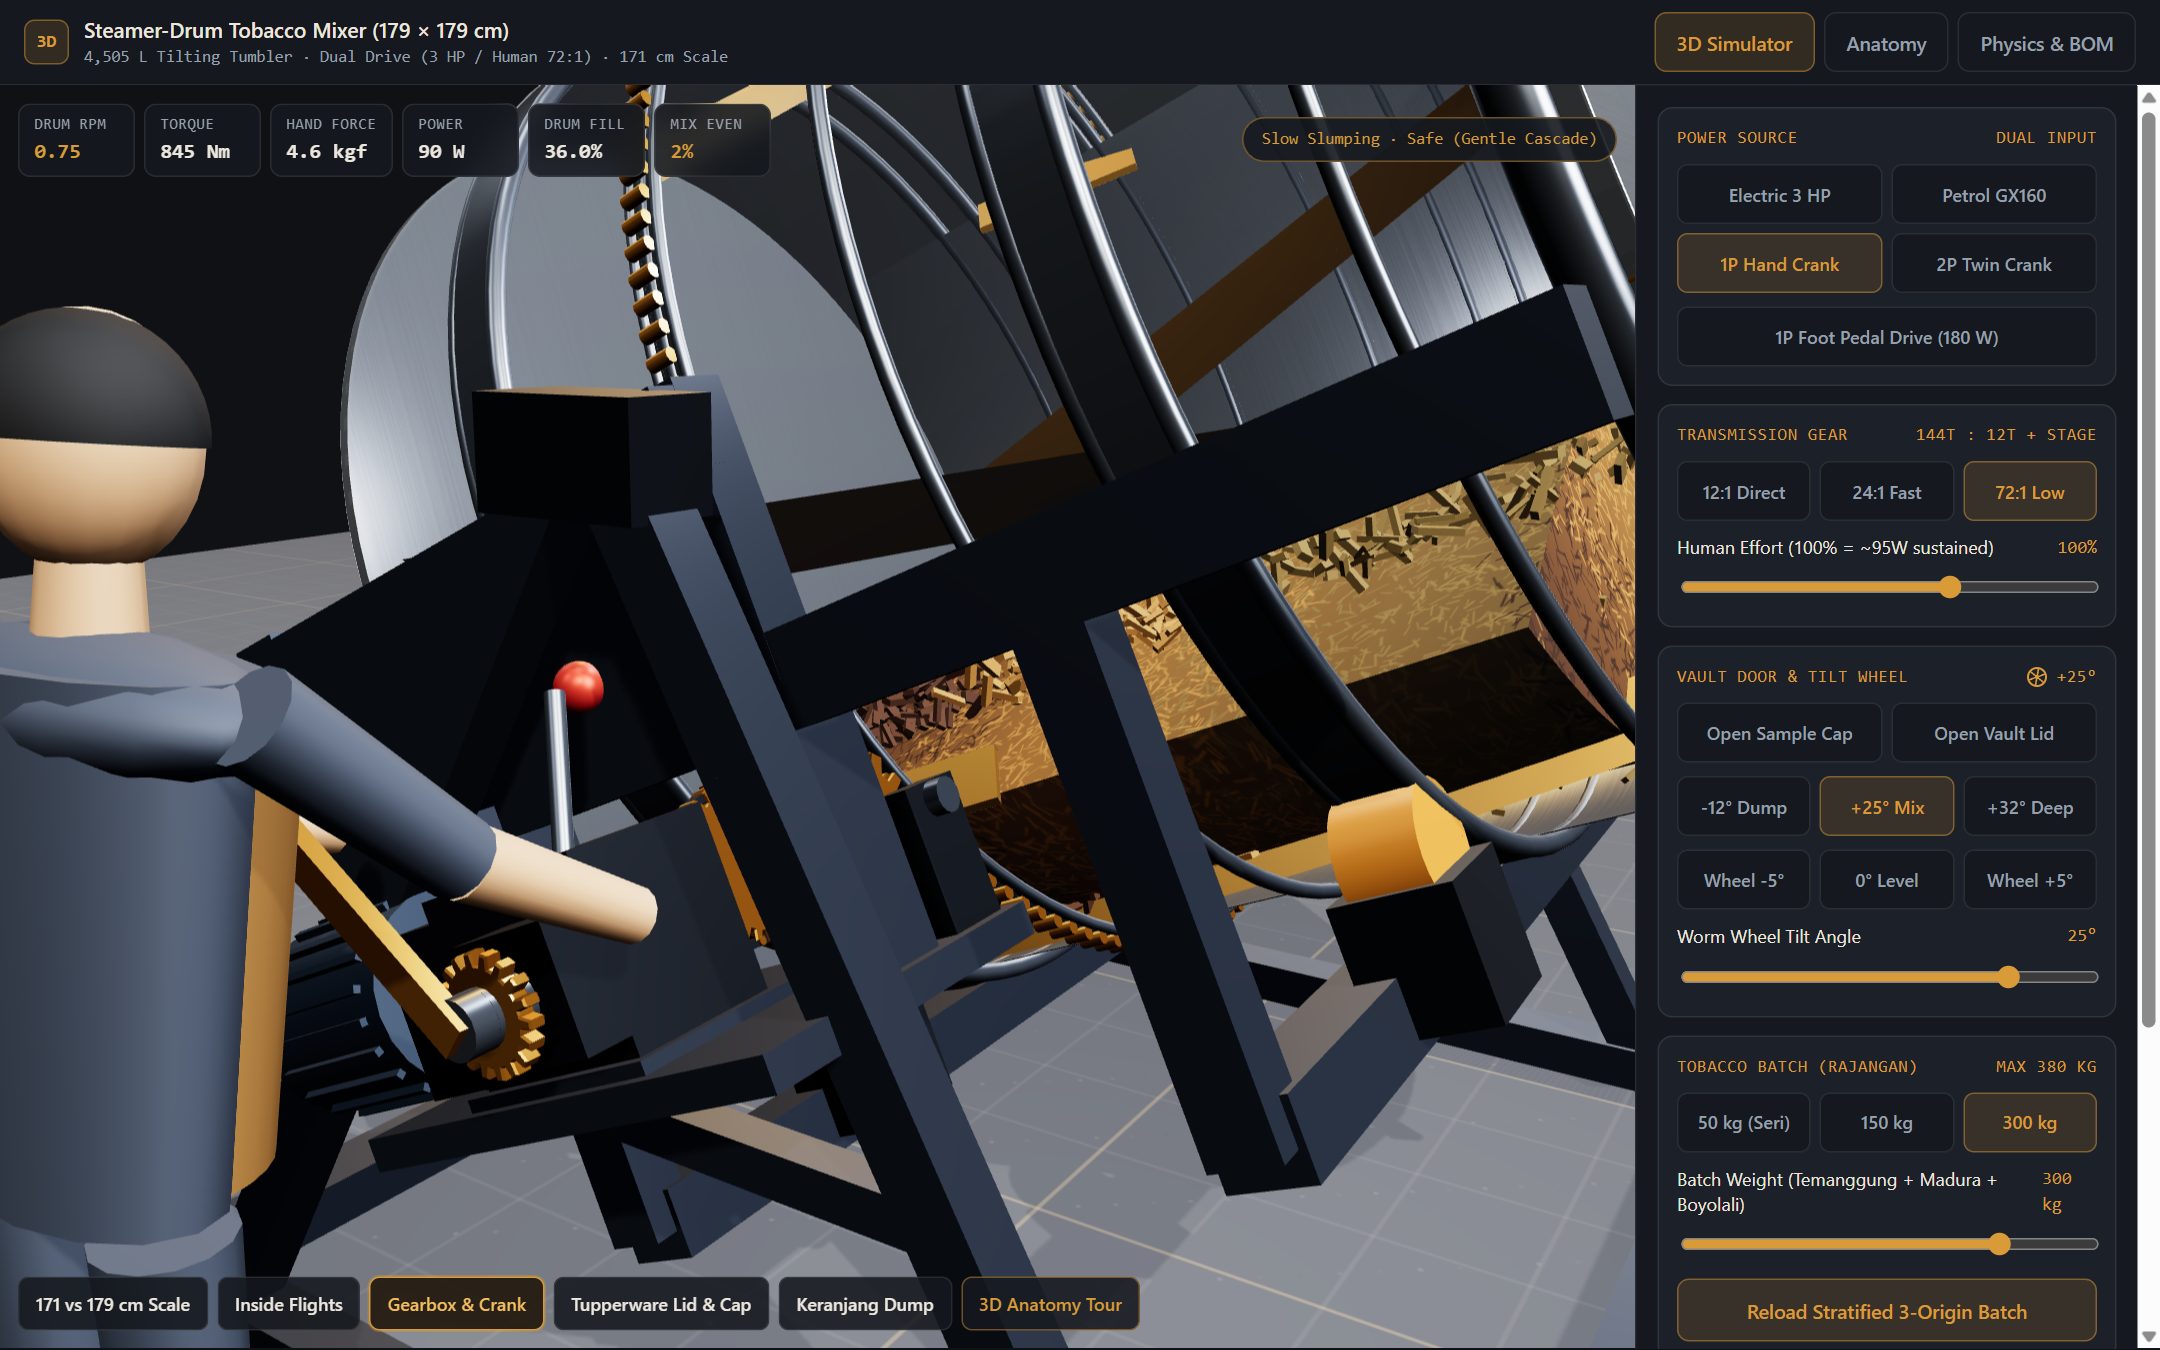 3D
Steamer-Drum Tobacco Mixer (179 × 179 cm)
4,505 L Tilting Tumbler · Dual Drive (3 HP / Human 72:1) · 171 cm Scale
3D Simulator
Anatomy
Physics & BOM
DRUM RPM
0.75
TORQUE
845 Nm
HAND FORCE
4.6 kgf
POWER
90 W
DRUM FILL
36.0%
MIX EVEN
2%
Slow Slumping · Safe (Gentle Cascade)
POWER SOURCE
DUAL INPUT
Electric 3 HP
Petrol GX160
1P Hand Crank
2P Twin Crank
1P Foot Pedal Drive (180 W)
TRANSMISSION GEAR
144T : 12T + STAGE
12:1 Direct
24:1 Fast
72:1 Low
Human Effort (100% = ~95W sustained)
100%
VAULT DOOR & TILT WHEEL
+25°
Open Sample Cap
Open Vault Lid
-12° Dump
+25° Mix
+32° Deep
Wheel -5°
0° Level
Wheel +5°
Worm Wheel Tilt Angle
25°
TOBACCO BATCH (RAJANGAN)
MAX 380 KG
50 kg (Seri)
150 kg
300 kg
Batch Weight (Temanggung + Madura +
Boyolali)
300
kg
Reload Stratified 3-Origin Batch
171 vs 179 cm Scale
Inside Flights
Gearbox & Crank
Tupperware Lid & Cap
Keranjang Dump
3D Anatomy Tour